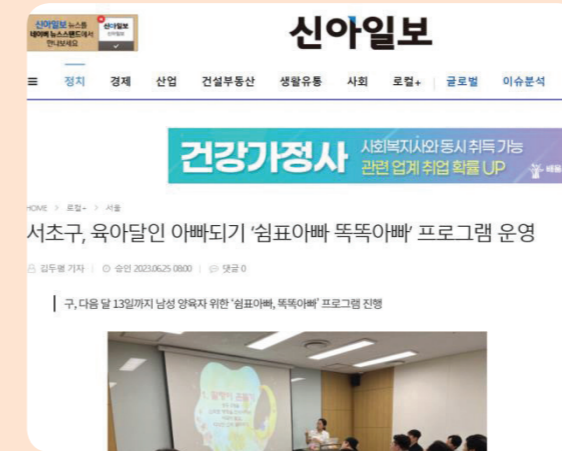 신아일보 뉴스를
네이버 뉴스스탠드에서
만나보세요
신아일보
신아일보
정치 경제 산업 건설부동산 생활유통 사회 로컬+ 글로벌 이슈분석
건강가정사 사회복지사와 동시 취득 가능
관련 업계 취업 확률 UP
HOME > 로컬+ > 서울
서초구, 육아달인 아빠되기 '쉼표아빠 똑똑아빠' 프로그램 운영
김두평 기자 승인 2023.06.25 08:00 댓글 0
구, 다음 달 13일까지 남성 양육자 위한 '쉼표아빠, 똑똑아빠' 프로그램 진행